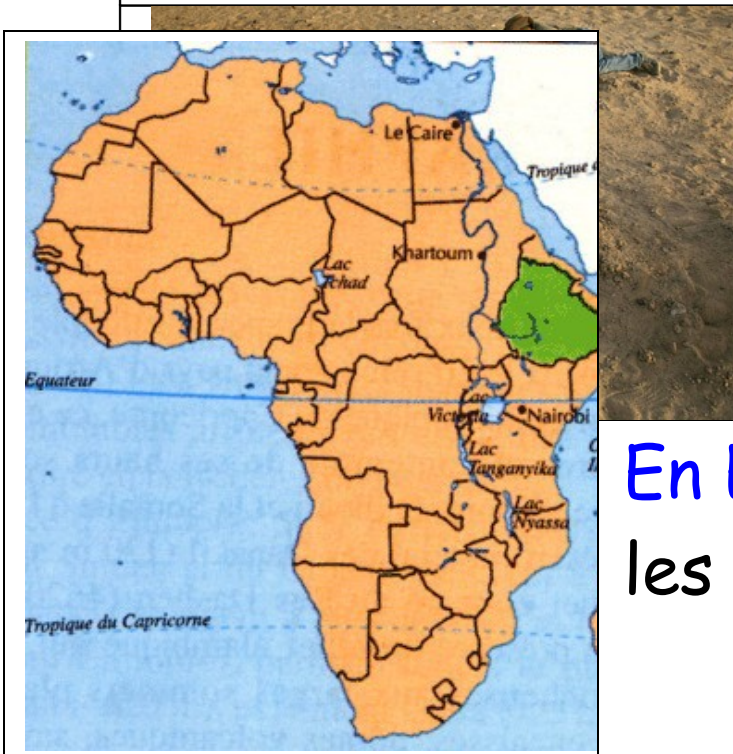 Le Caire
Tropique
Khartoum
Lac
Tchad
Equateur
Lac
Victoria
Nairobi
Lac
Tanganyika
Lac
Nyassa
Tropique du Capricorne
En
les